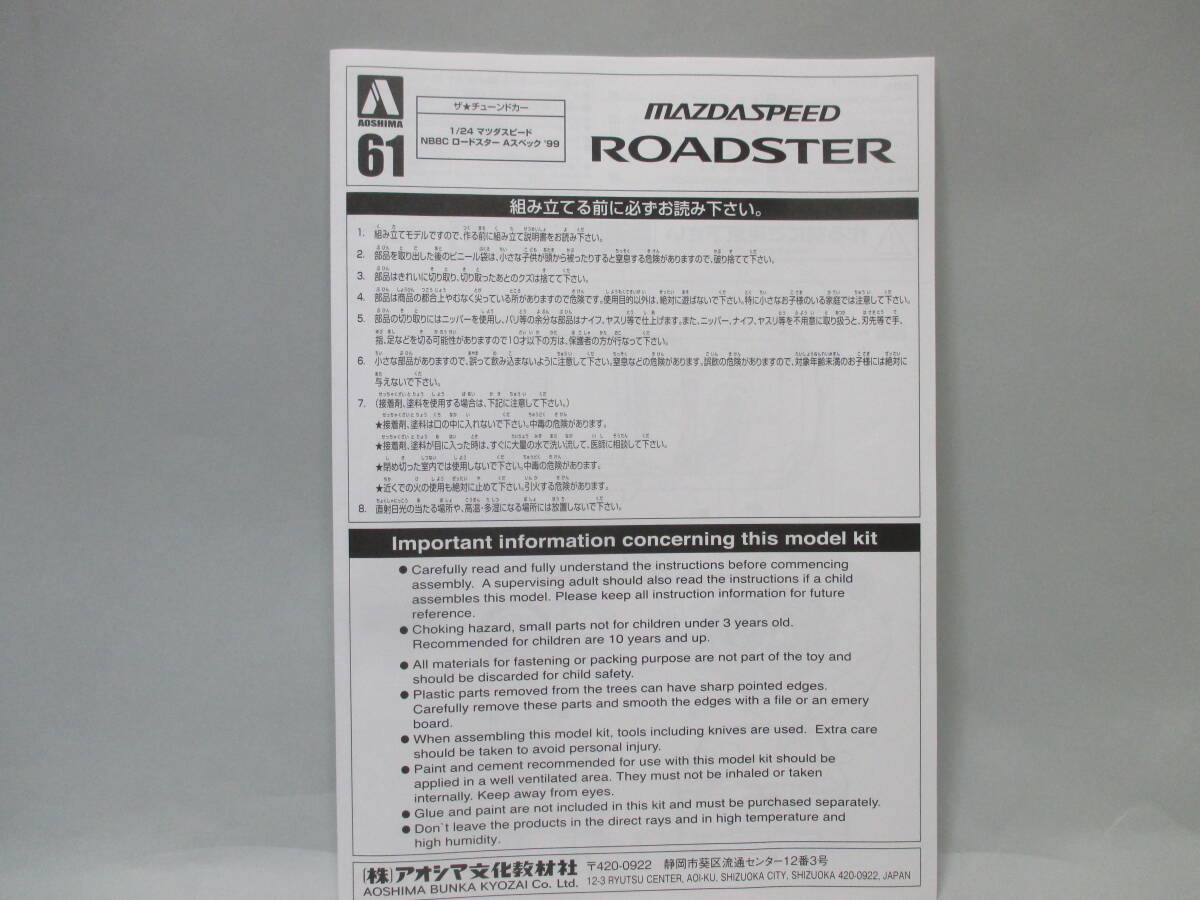 AOSHIMA
61
ザ★チューンドカー
1/24 マツダスピード
NB8C ロードスター Aスペック '99
MAZDASPEED
ROADSTER
組み立てる前に必ずお読み下さい。
1. 組み立てモデルですので、作る前に組み立て説明書をお読み下さい。
2. 部品を取り出した後のビニール袋は、小さな子供が頭から被ったりすると窒息する危険がありますので、破り捨てて下さい。
3. 部品はきれいに切り取り、切り取ったあとのクズは捨てて下さい。
4. 部品は商品の都合上やむなく尖っている所がありますので危険です。使用目的以外は、絶対に遊ばないで下さい。特に小さなお子様のいる家庭では注意して下さい。
5. 部品の切り取りにはニッパーを使用し、バリ等の余分な部品はナイフ、ヤスリ等で仕上げます。また、ニッパー、ナイフ、ヤスリ等を不用意に取り扱うと、刃先等で手、
指、足などを切る可能性がありますので10才以下の方は、保護者の方が行なって下さい。
6. 小さな部品がありますので、誤って飲み込まないように注意して下さい。窒息などの危険があります。誤飲の危険がありますので、対象年齢未満のお子様には絶対に
与えないで下さい。
7. (接着剤、塗料を使用する場合は、下記に注意して下さい。)
★接着剤、塗料は口の中に入れないで下さい。中毒の危険があります。
★接着剤、塗料が目に入った時は、すぐに大量の水で洗い流して、医師に相談して下さい。
★閉め切った室内では使用しないで下さい。中毒の危険があります。
★近くでの火の使用も絶対に止めて下さい。引火する危険があります。
8. 直射日光の当たる場所や、高温・多湿になる場所には放置しないで下さい。
Important information concerning this model kit
● Carefully read and fully understand the instructions before commencing
assembly. A supervising adult should also read the instructions if a child
assembles this model. Please keep all instruction information for future
reference.
● Choking hazard, small parts not for children under 3 years old.
Recommended for children are 10 years and up.
● All materials for fastening or packing purpose are not part of the toy and
should be discarded for child safety.
● Plastic parts removed from the trees can have sharp pointed edges.
Carefully remove these parts and smooth the edges with a file or an emery
board.
● When assembling this model kit, tools including knives are used. Extra care
should be taken to avoid personal injury.
● Paint and cement recommended for use with this model kit should be
applied in a well ventilated area. They must not be inhaled or taken
internally. Keep away from eyes.
● Glue and paint are not included in this kit and must be purchased separately.
● Don`t leave the products in the direct rays and in high temperature and
high humidity.
(株)アオシマ文化教材社 〒420-0922 静岡市葵区流通センター12番3号
AOSHIMA BUNKA KYOZAI Co. Ltd. 12-3 RYUTSU CENTER, AOI-KU, SHIZUOKA CITY, SHIZUOKA 420-0922, JAPAN